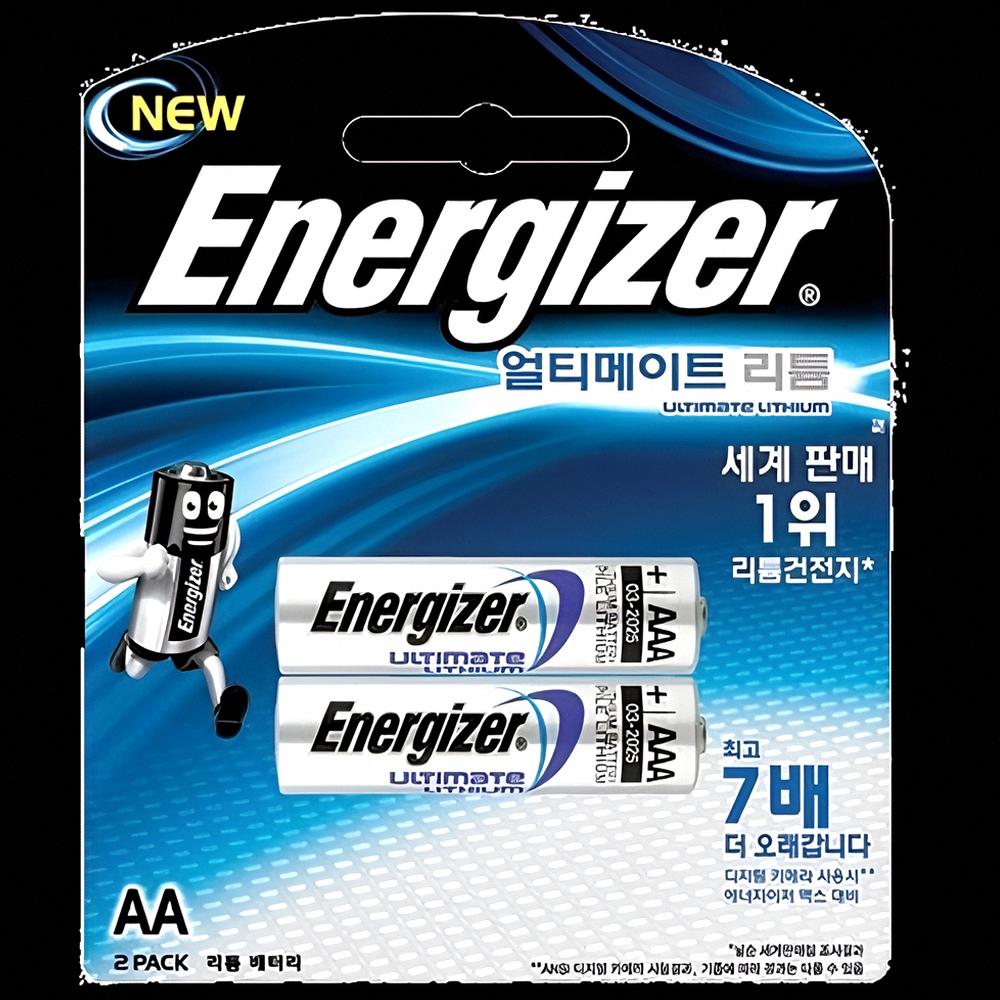 NEW
Energizer®
얼티메이트 리튬
ULTIMATE LITHIUM
세계 판매
1위
리튬건전지*
Energizer
Energizer®
ULTIMATE
LITHIUM
+ AAA
03-2025
Energizer®
ULTIMATE
LITHIUM
+ AAA
03-2025
최고
7배
더 오래갑니다
디지털 카메라 사용시**
에너자이저 맥스 대비
AA
2 PACK 리튬 배터리